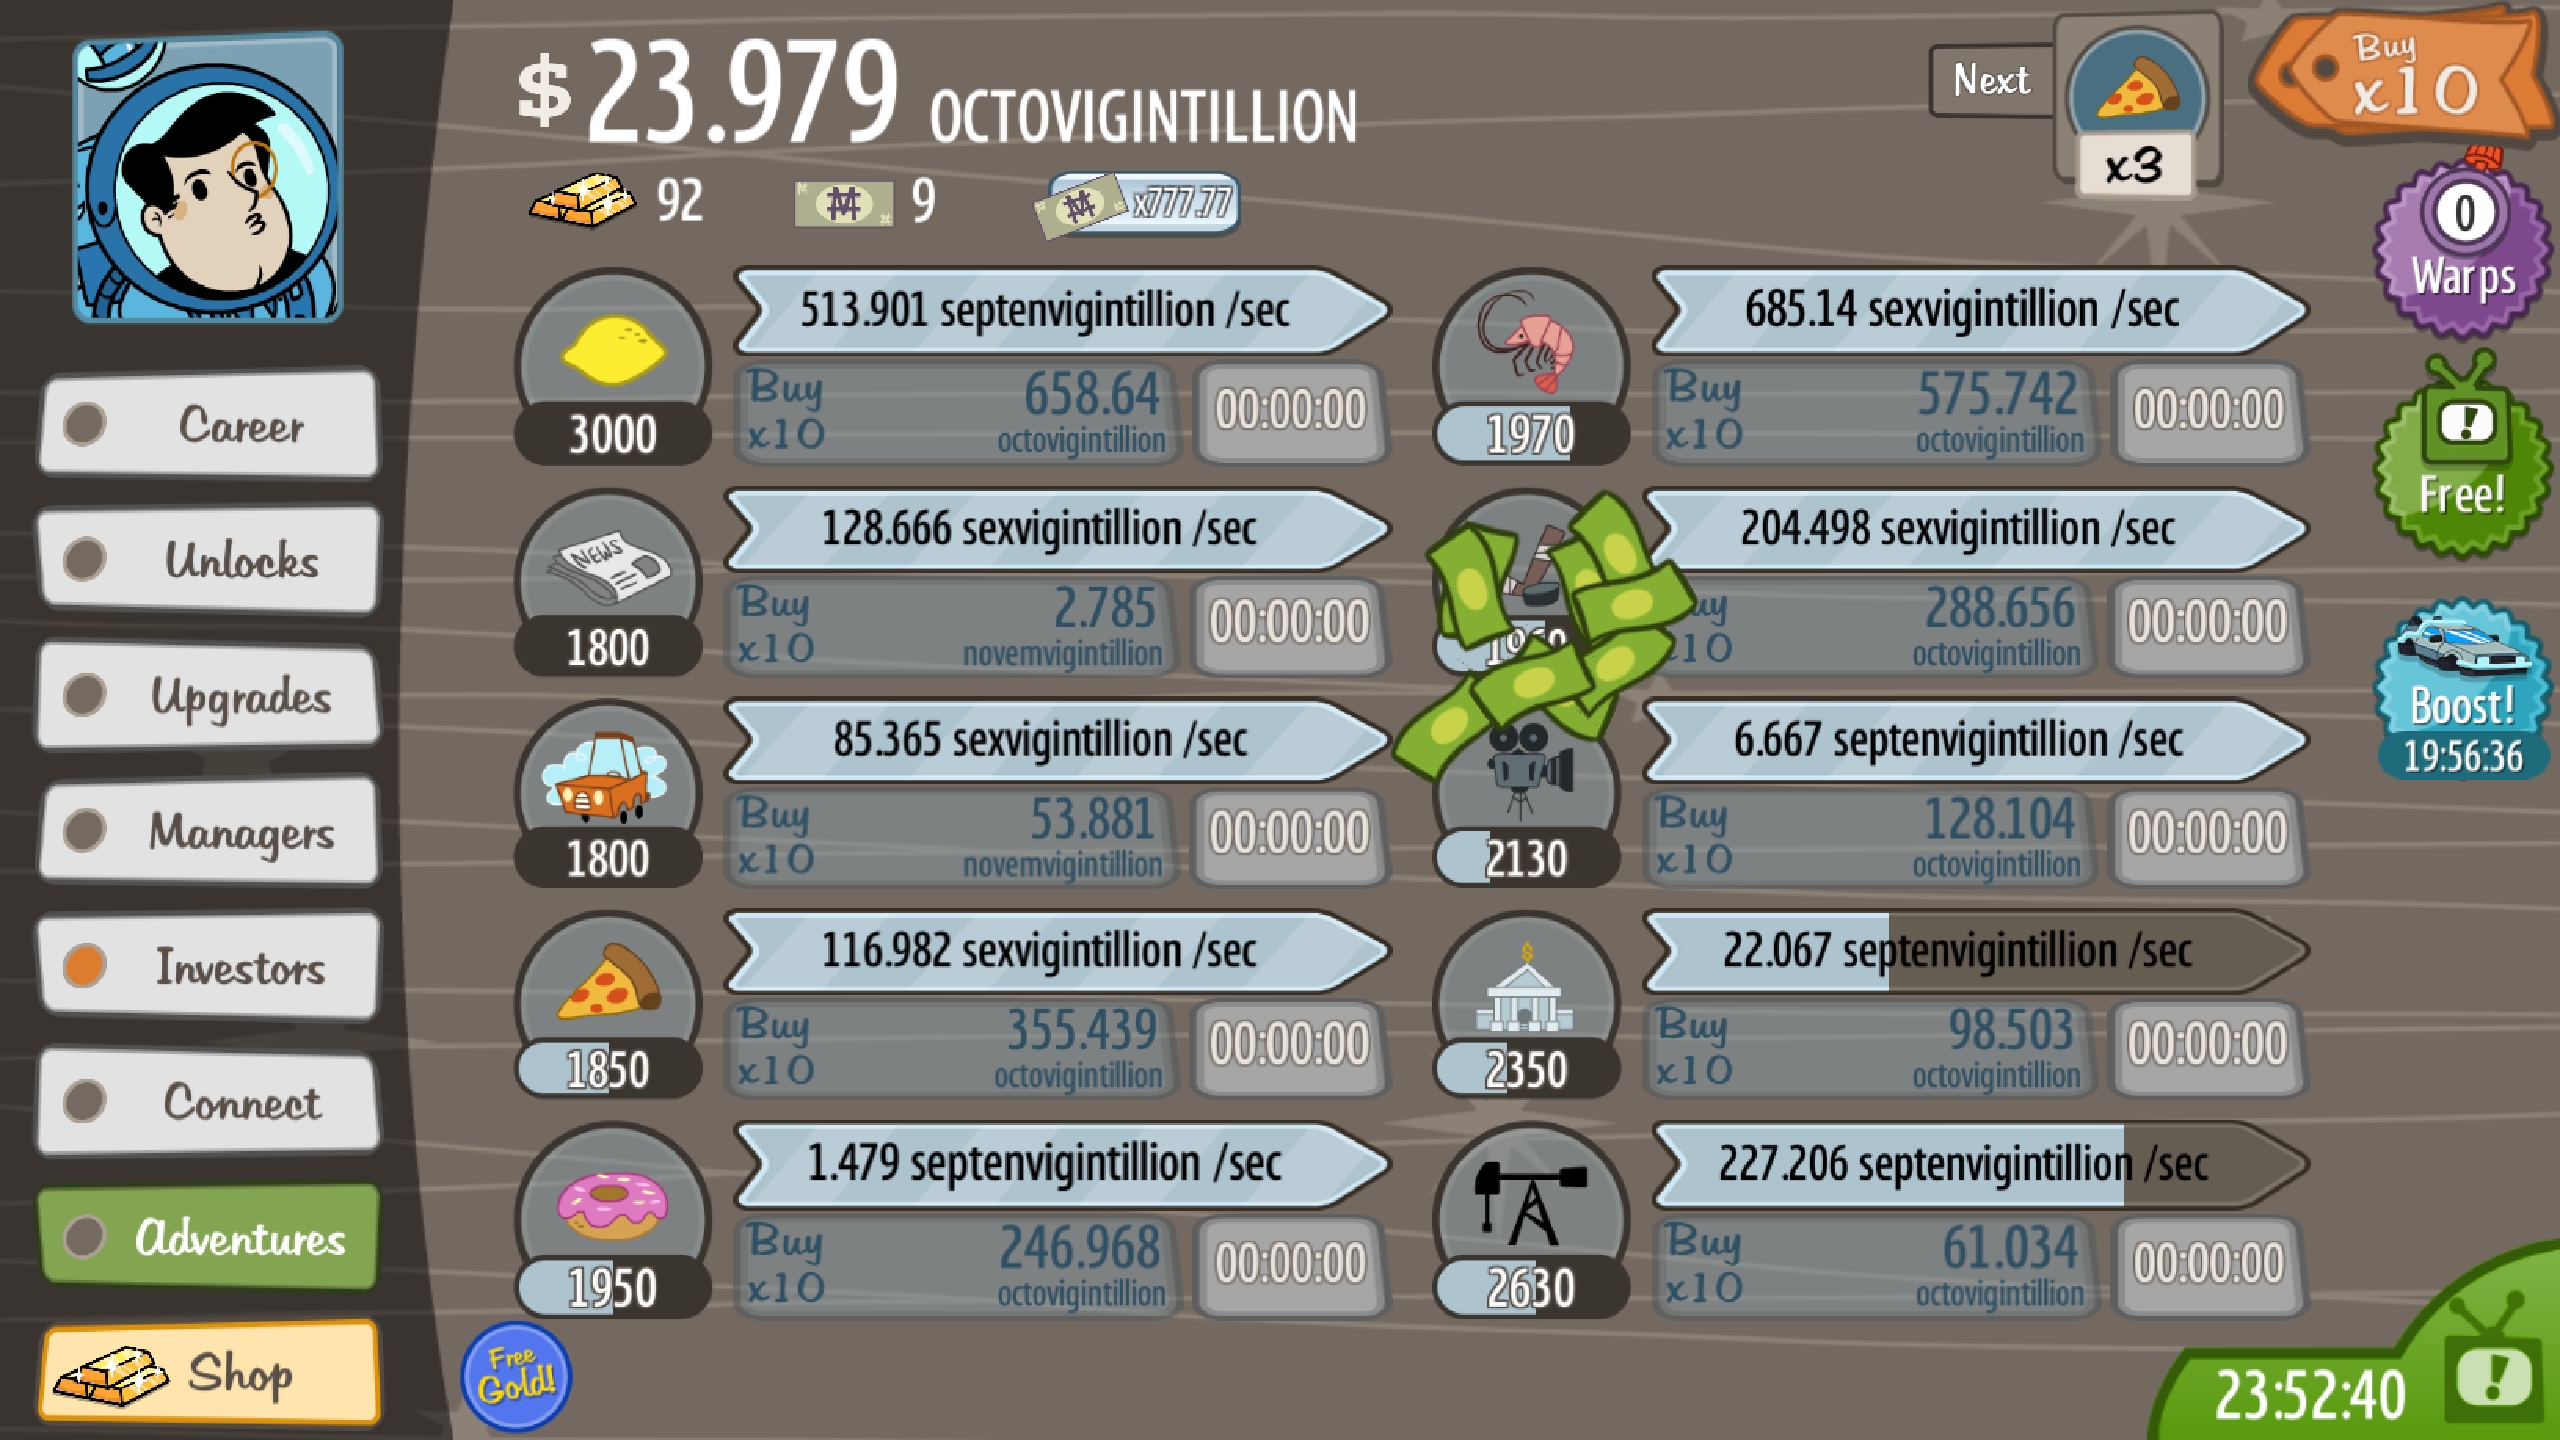 $23.979 OCTOVIGINTILLION
92
9
x777.77
Next
x3
Buy
x10
0
Warps
Free!
Boost!
19:56:36
Career
Unlocks
Upgrades
Managers
Investors
Connect
Adventures
Shop
513.901 septenvigintillion /sec
3000
Buy
x10
658.64
octovigintillion
00:00:00
NEWS
128.666 sexvigintillion /sec
1800
Buy
x10
2.785
novemvigintillion
00:00:00
85.365 sexvigintillion /sec
1800
Buy
x10
53.881
novemvigintillion
00:00:00
116.982 sexvigintillion /sec
1850
Buy
x10
355.439
octovigintillion
00:00:00
1.479 septenvigintillion /sec
1950
Buy
x10
246.968
octovigintillion
00:00:00
685.14 sexvigintillion /sec
1970
Buy
x10
575.742
octovigintillion
00:00:00
204.498 sexvigintillion /sec
288.656
octovigintillion
00:00:00
6.667 septenvigintillion /sec
2130
Buy
x10
128.104
octovigintillion
00:00:00
22.067 septenvigintillion /sec
2350
Buy
x10
98.503
octovigintillion
00:00:00
227.206 septenvigintillion /sec
2630
Buy
x10
61.034
octovigintillion
00:00:00
Free
Gold!
23:52:40